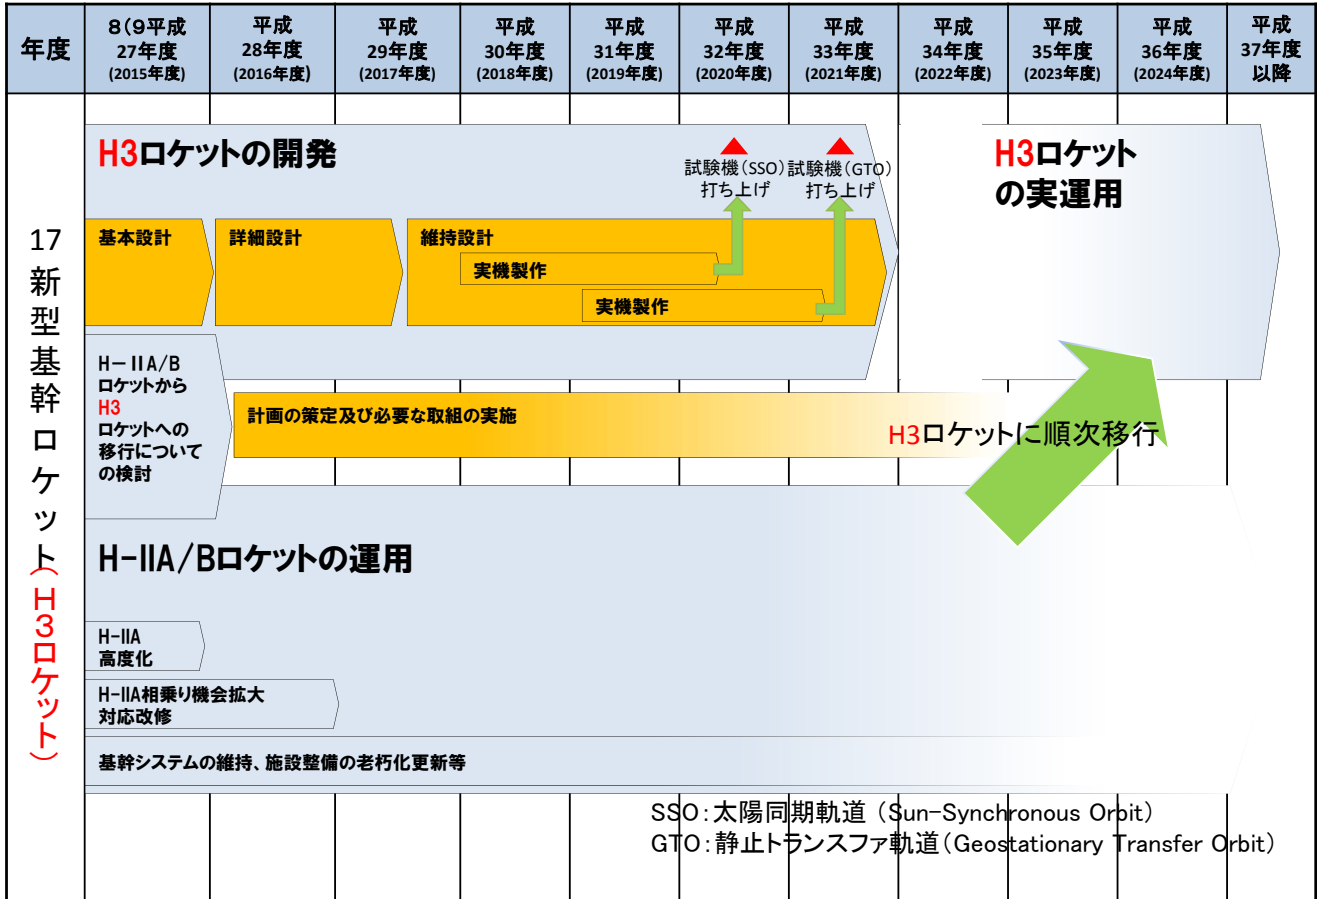 年度
8(9平成
27年度
(2015年度)
平成
28年度
(2016年度)
平成
29年度
(2017年度)
平成
30年度
(2018年度)
平成
31年度
(2019年度)
平成
32年度
(2020年度)
平成
33年度
(2021年度)
平成
34年度
(2022年度)
平成
35年度
(2023年度)
平成
36年度
(2024年度)
平成
37年度
以降
17新型基幹ロケット(H3ロケット)
H3ロケットの開発
試験機(SSO)
打ち上げ
試験機(GTO)
打ち上げ
H3ロケット
の実運用
基本設計
詳細設計
維持設計
実機製作
実機製作
H-ⅡA/B
ロケットから
H3
ロケットへの
移行について
の検討
計画の策定及び必要な取組の実施
H3ロケットに順次移行
H-ⅡA/Bロケットの運用
H-ⅡA
高度化
H-ⅡA相乗り機会拡大
対応改修
基幹システムの維持、施設整備の老朽化更新等
SSO:太陽同期軌道 (Sun-Synchronous Orbit)
GTO:静止トランスファ軌道(Geostationary Transfer Orbit)